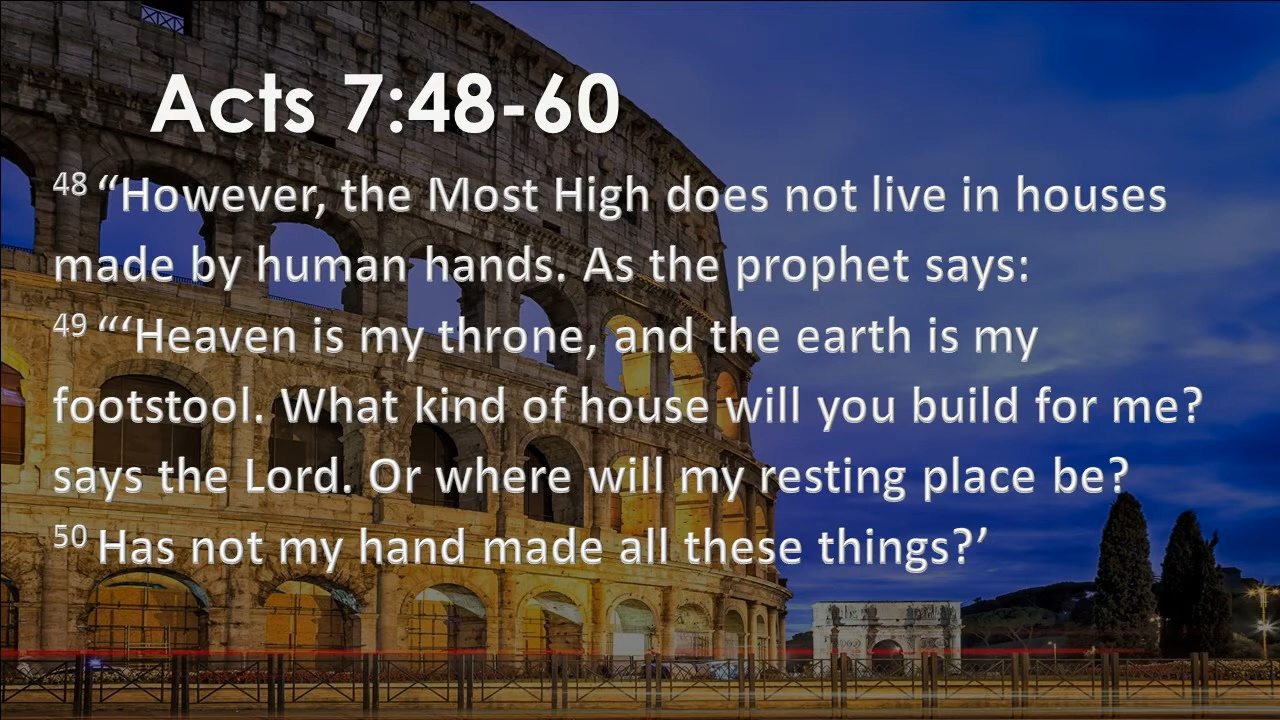 Acts 7:48-60
48 “However, the Most High does not live in houses
made by human hands. As the prophet says:
49 “‘Heaven is my throne, and the earth is my
footstool. What kind of house will you build for me?
says the Lord. Or where will my resting place be?
50 Has not my hand made all these things?’